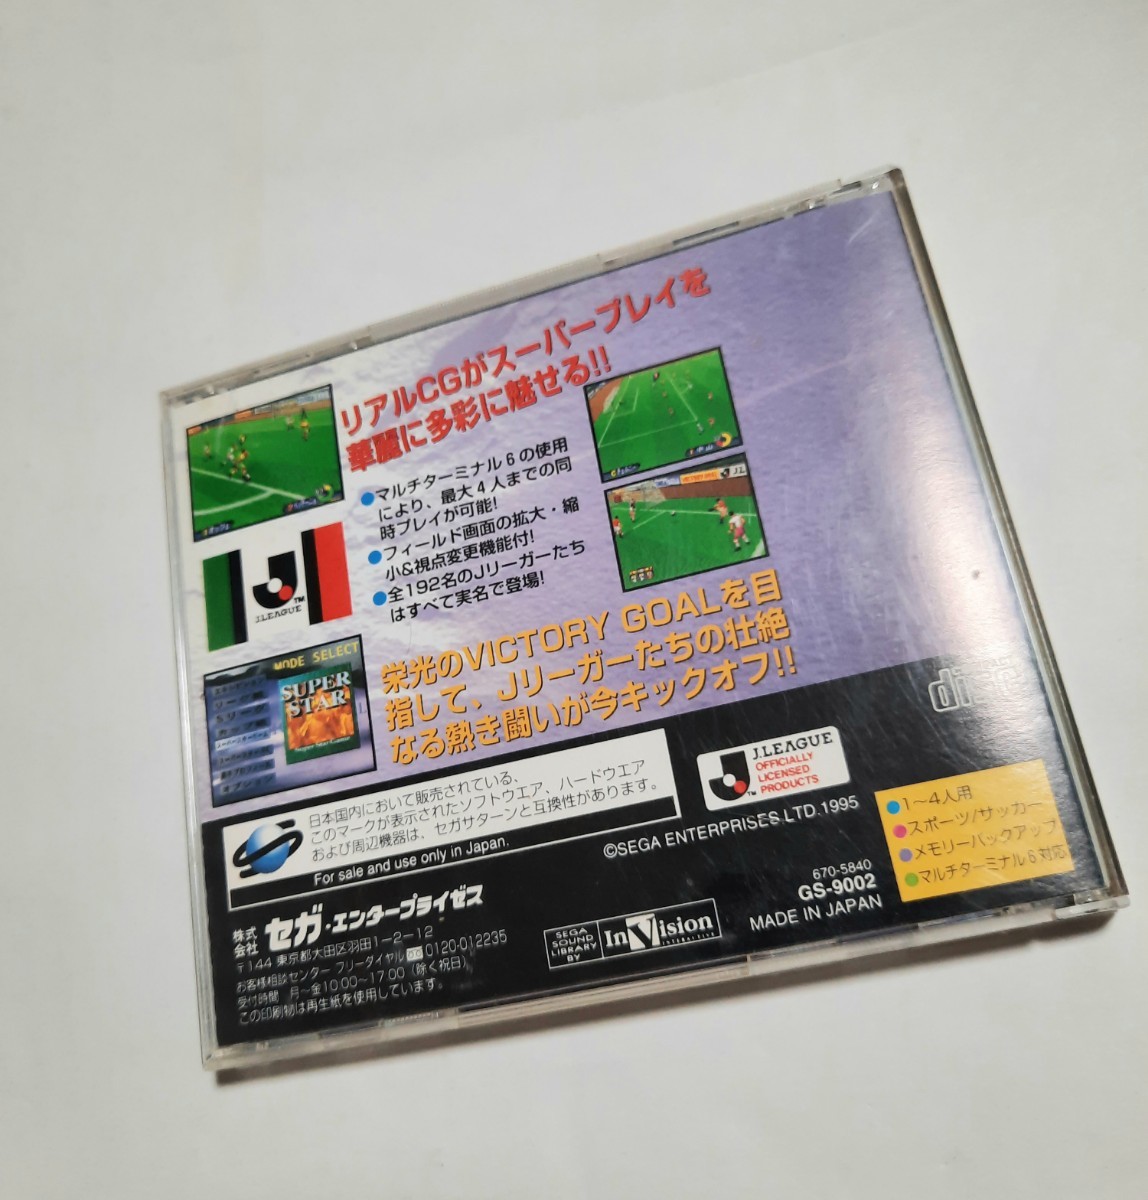 リアルCGがスーパープレイを
華麗に多彩に魅せる!!
●マルチターミナル6の使用
により、最大4人までの同
時プレイが可能!
●フィールド画面の拡大・縮
小&視点変更機能付!
●全192名のJリーガーたち
はすべて実名で登場!
J.LEAGUE
TM
MODE SELECT
SUPER
STAR
栄光のVICTORY GOALを目
指して、Jリーガーたちの壮絶
なる熱き闘いが今キックオフ!!
日本国内において販売されている、
このマークが表示されたソフトウエア、ハードウエア
および周辺機器は、セガサターンと互換性があります。
For sale and use only in Japan.
J.LEAGUE
OFFICIALLY
LICENSED
PRODUCTS
TM
©SEGA ENTERPRISES.LTD.1995
disc
●1〜4人用
●スポーツ/サッカー
●メモリーバックアップ
●マルチターミナル6対応
670-5840
GS-9002
MADE IN JAPAN
株式会社 セガ・エンタープライゼス
〒144 東京都大田区羽田1-2-12
お客様相談センター フリーダイヤル 0120-012235
受付時間 月〜金10:00〜17:00(除く祝日)
この印刷物は再生紙を使用しています。
SEGA
SOUND
LIBRARY
BY
InVision
INTERACTIVE